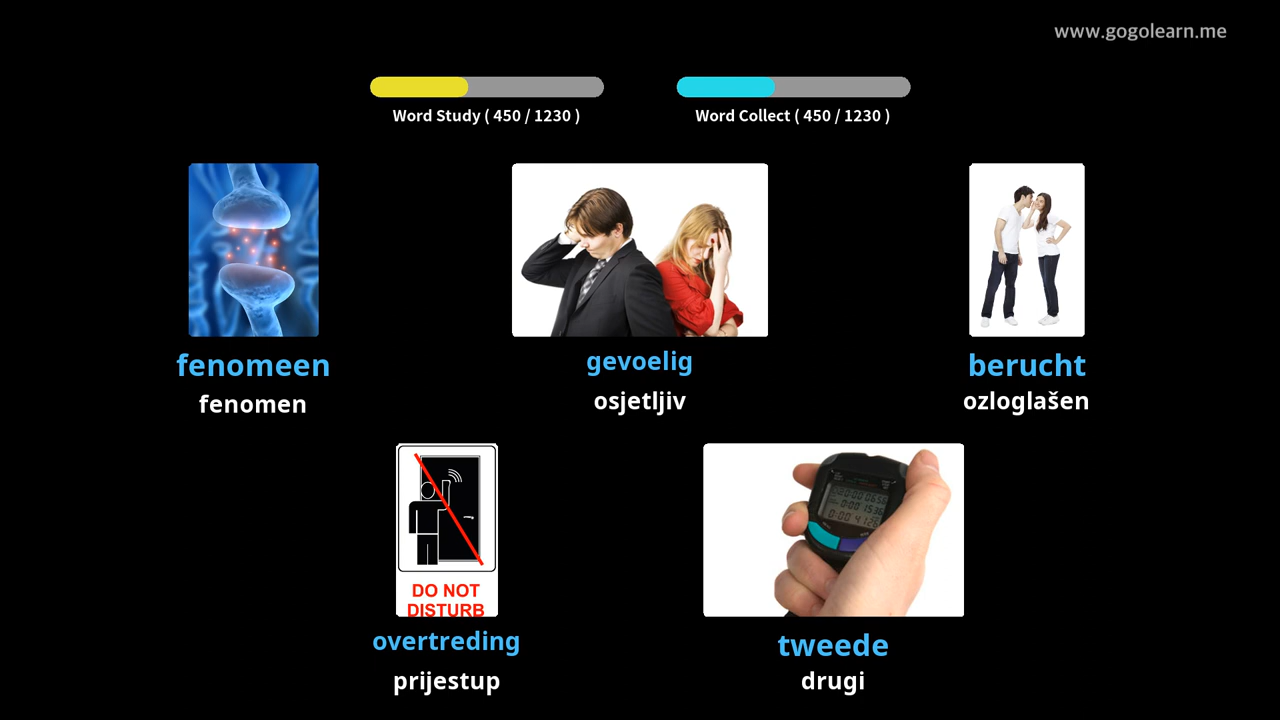 www.gogolearn.me
Word Study ( 450 / 1230 )
Word Collect ( 450 / 1230 )
fenomeen
fenomen
gevoelig
osjetljiv
berucht
ozloglašen
DO NOT
DISTURB
overtreding
prijestup
tweede
drugi